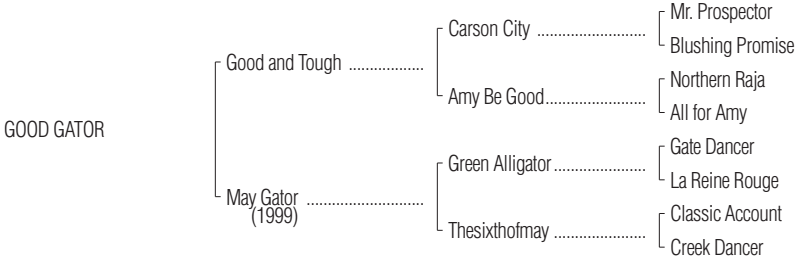 Mr. Prospector
Carson City ..........................
Blushing Promise
Good and Tough ..................
Northern Raja
Amy Be Good........................
All for Amy
GOOD GATOR
Gate Dancer
Green Alligator......................
La Reine Rouge
May Gator ............................
(1999)
Classic Account
Thesixthofmay ......................
Creek Dancer